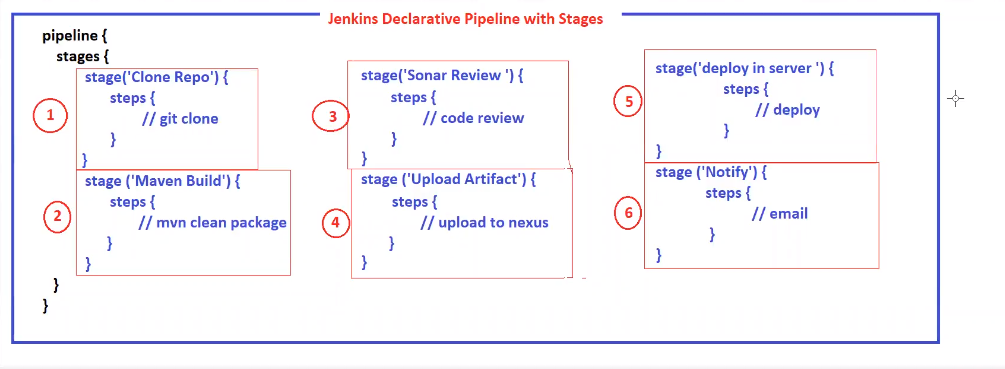 Jenkins Declarative Pipeline with Stages
pipeline {
stages {
1
stage('Clone Repo') {
steps {
// git clone
}
}
2
stage ('Maven Build') {
steps {
// mvn clean package
}
}
3
stage('Sonar Review ') {
steps {
// code review
}
}
4
stage ('Upload Artifact') {
steps {
// upload to nexus
}
}
5
stage('deploy in server ') {
steps {
// deploy
}
}
6
stage ('Notify') {
steps {
// email
}
}
}
}